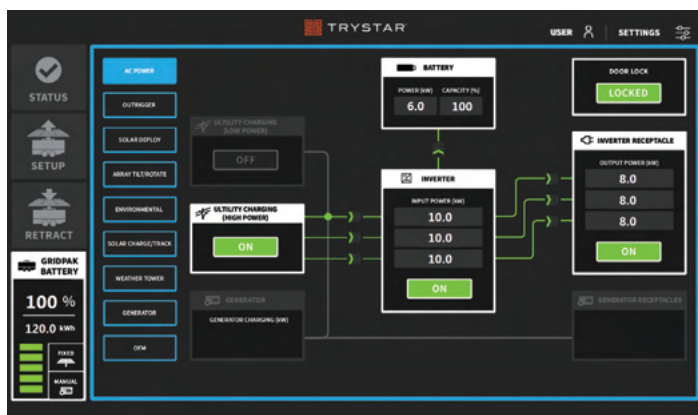 TRYSTAR
USER
SETTINGS
STATUS
SETUP
RETRACT
GRIDPAK
BATTERY
100 %
120.0 kWh
FIXED
MANUAL
AC POWER
OUTRIGGER
SOLAR DEPLOY
ARRAY TILT/ROTATE
ENVIRONMENTAL
SOLAR CHARGE/TRACK
WEATHER TOWER
GENERATOR
OEM
ULTILITY CHARGING
(LOW POWER)
OFF
ULTILITY CHARGING
(HIGH POWER)
ON
GENERATOR
GENERATOR CHARGING (kW)
BATTERY
POWER (kW) CAPACITY (%)
6.0 100
INVERTER
INPUT POWER (kW)
10.0
10.0
10.0
ON
DOOR LOCK
LOCKED
INVERTER RECEPTACLE
OUTPUT POWER (kW)
8.0
8.0
8.0
ON
GENERATOR RECEPTACLES